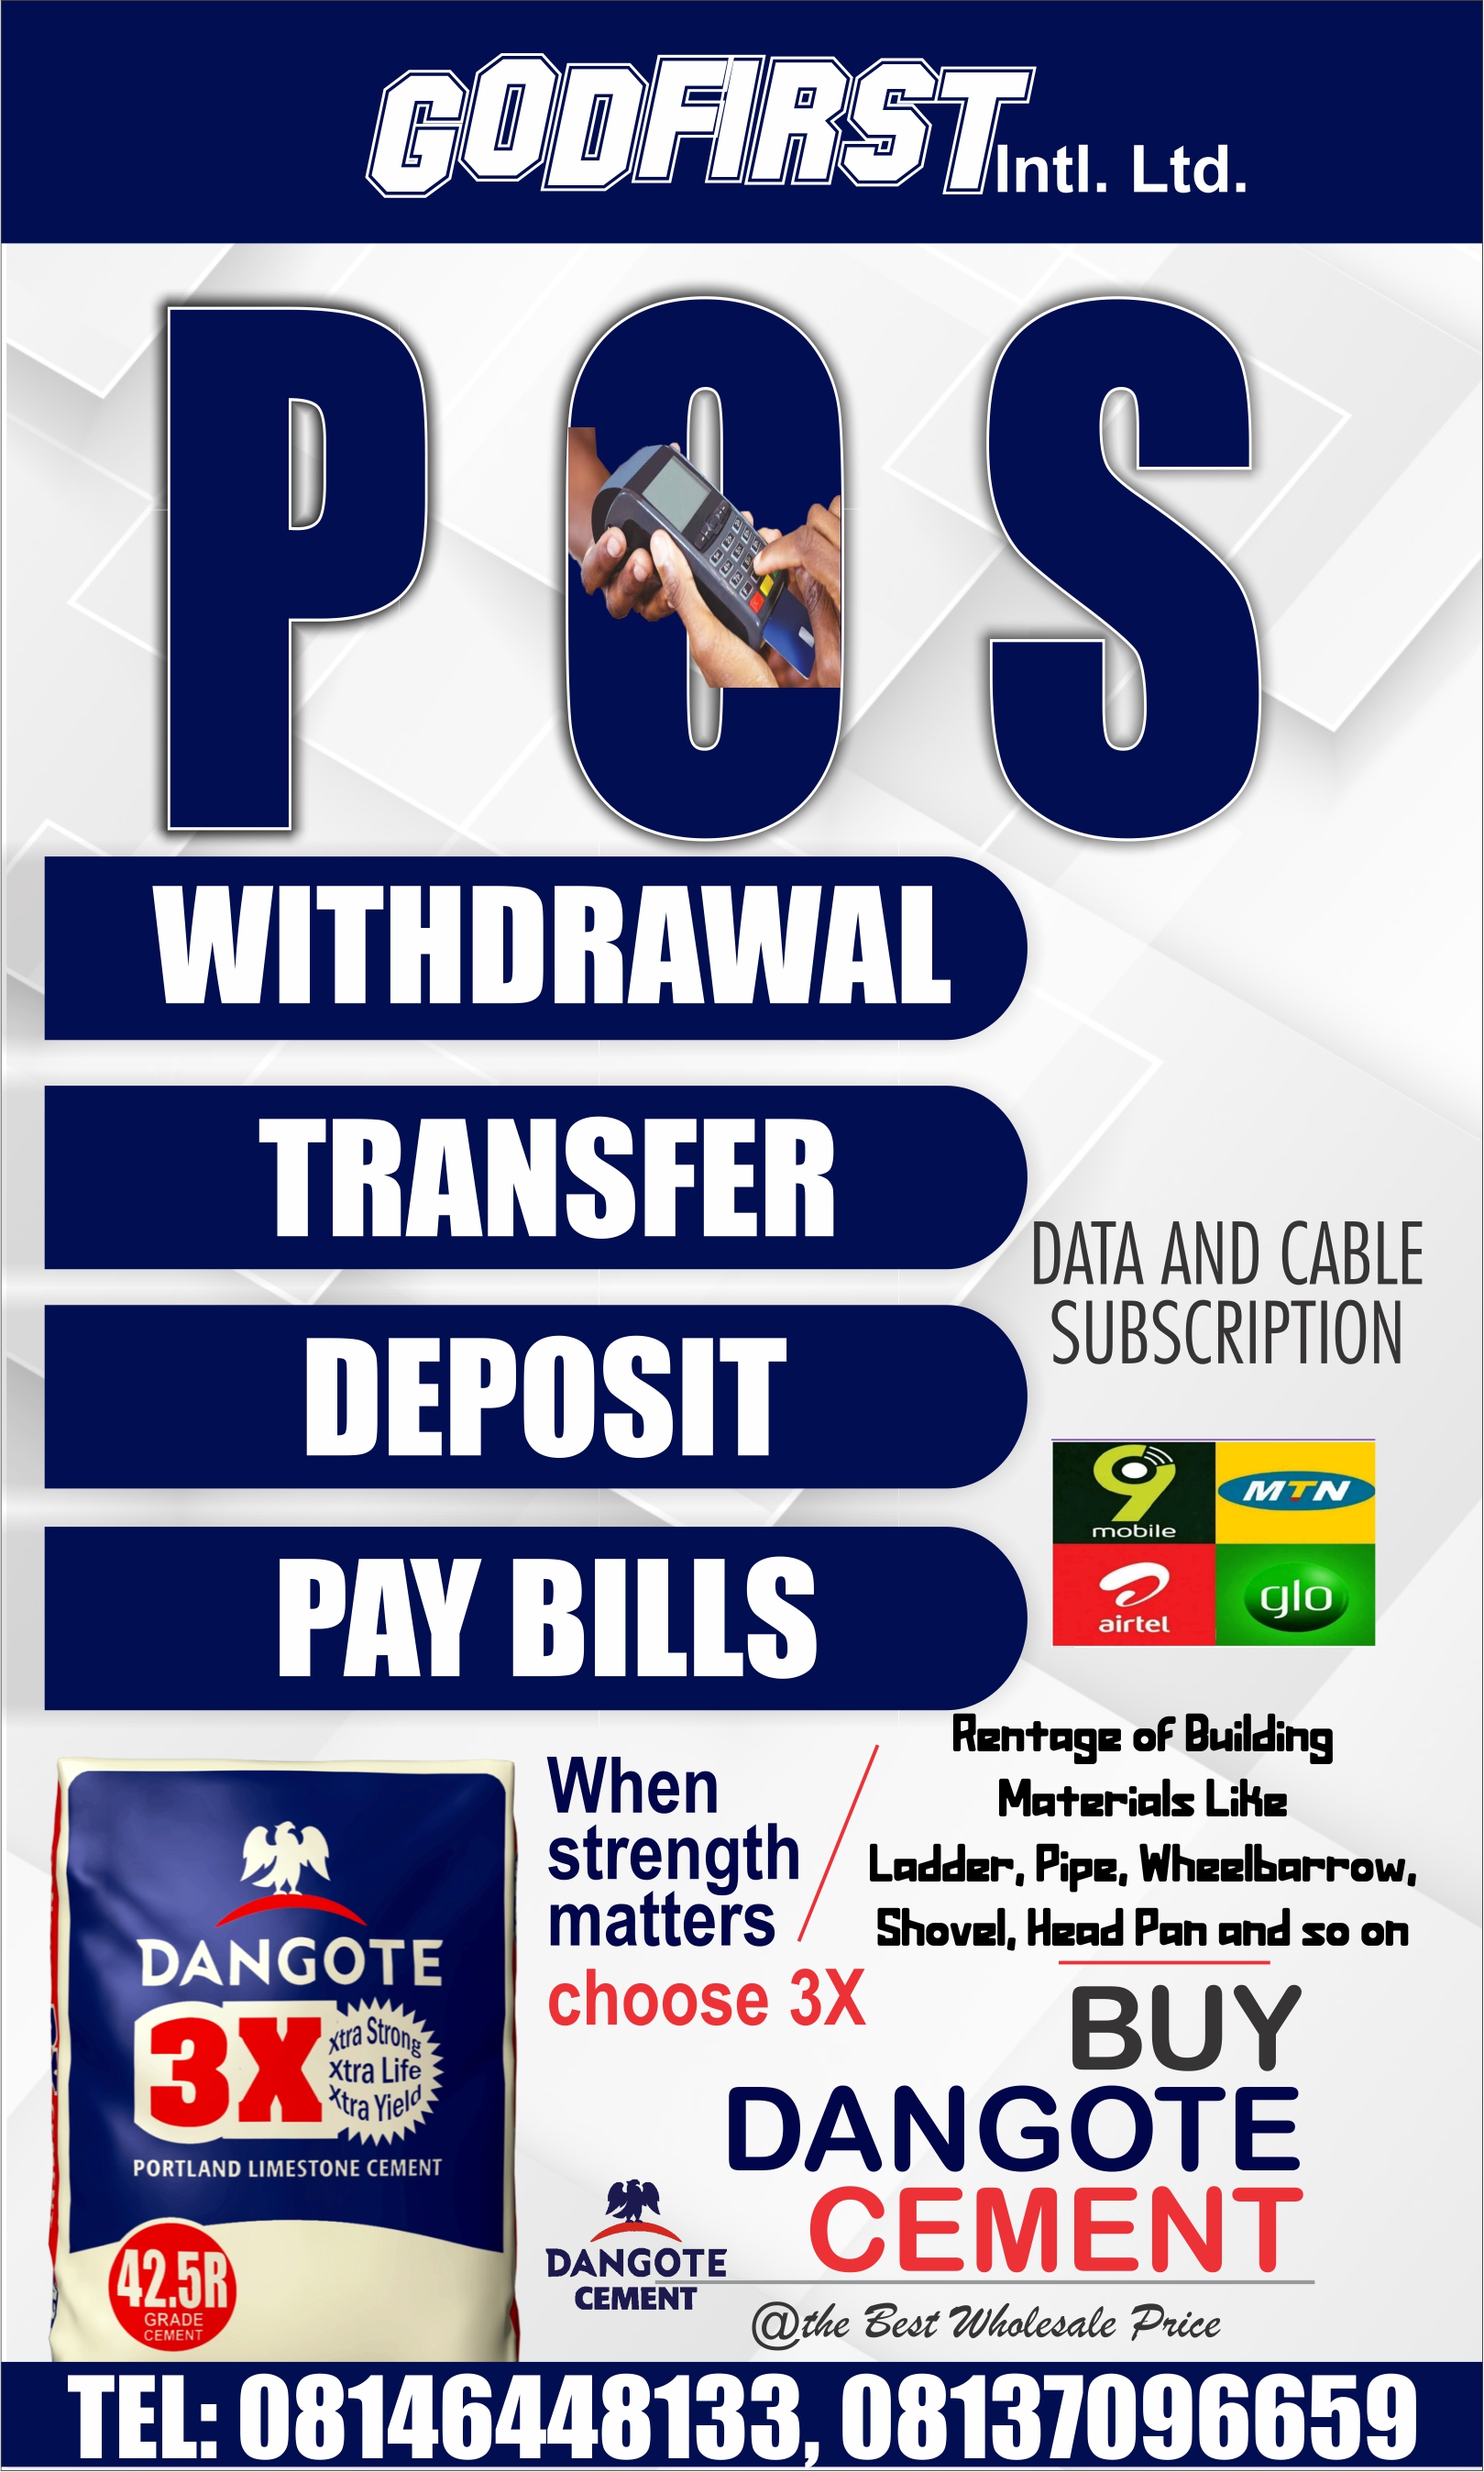 GODFIRST Intl. Ltd.
POS
WITHDRAWAL
TRANSFER
DEPOSIT
PAY BILLS
DATA AND CABLE
SUBSCRIPTION
9
mobile
MTN
airtel
glo
Rentage of Building
Materials Like
Ladder, Pipe, Wheelbarrow,
Shovel, Head Pan and so on
When
strength
matters
choose 3X
DANGOTE
3X
Xtra Strong
Xtra Life
Xtra Yield
PORTLAND LIMESTONE CEMENT
42.5R
GRADE
CEMENT
BUY
DANGOTE
CEMENT
DANGOTE
CEMENT
@the Best Wholesale Price
TEL: 08146448133, 08137096659